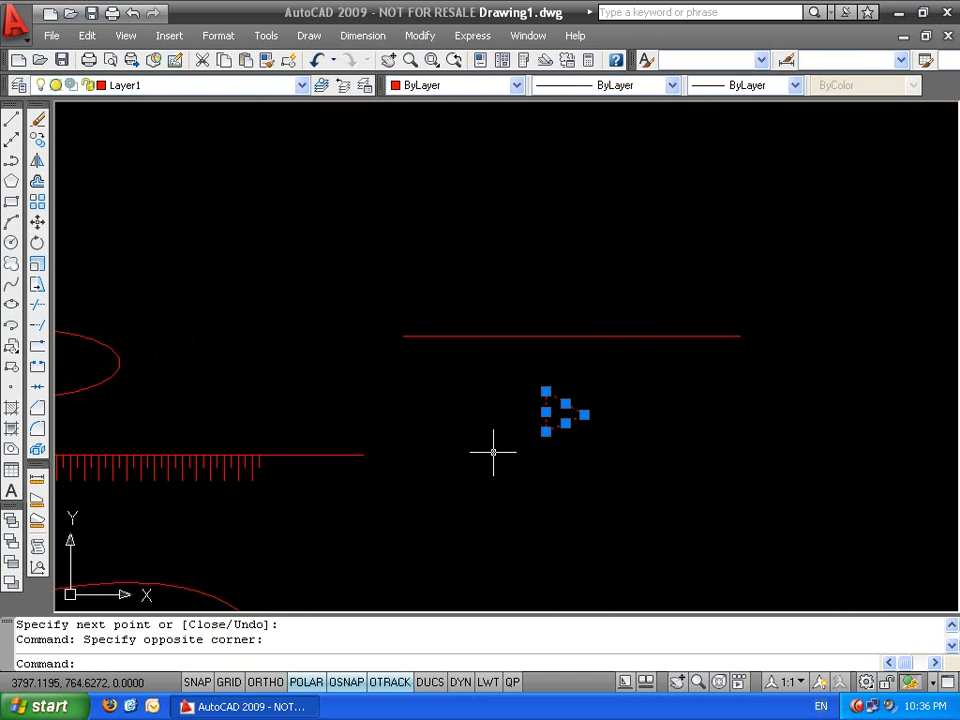 AutoCAD 2009 - NOT FOR RESALE Drawing1.dwg
Type a keyword or phrase
File Edit View Insert Format Tools Draw Dimension Modify Express Window Help
Layer1 ByLayer ByLayer ByLayer ByColor
Y
X
Specify next point or [Close/Undo]:
Command: Specify opposite corner:
Command:
3797.1195, 764.6272, 0.0000 SNAP GRID ORTHO POLAR OSNAP OTRACK DUCS DYN LWT QP 1:1
start AutoCAD 2009 - NOT... EN 10:36 PM